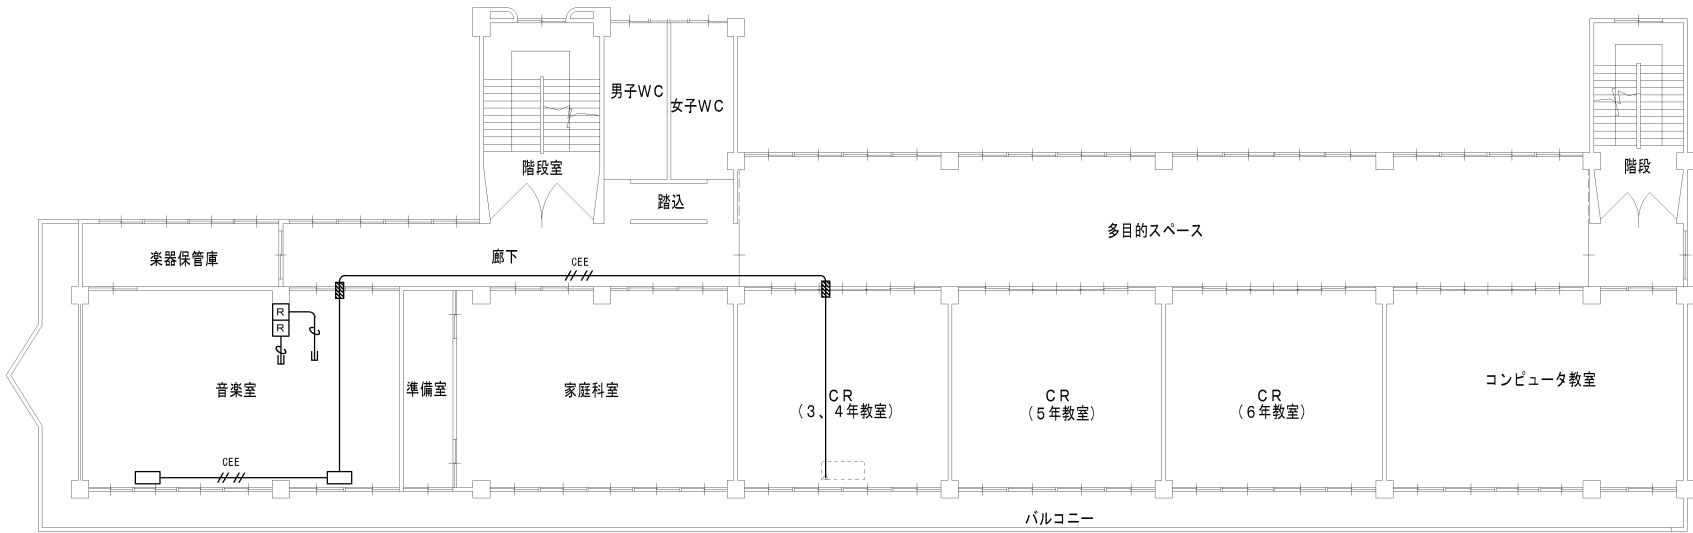 男子ＷＣ
女子ＷＣ
階段室
階段
踏込
多目的スペース
楽器保管庫
廊下
CEE
R
R
音楽室
準備室
家庭科室
ＣＲ
（３、４年教室）
ＣＲ
（５年教室）
ＣＲ
（６年教室）
コンピュータ教室
CEE
バルコニー